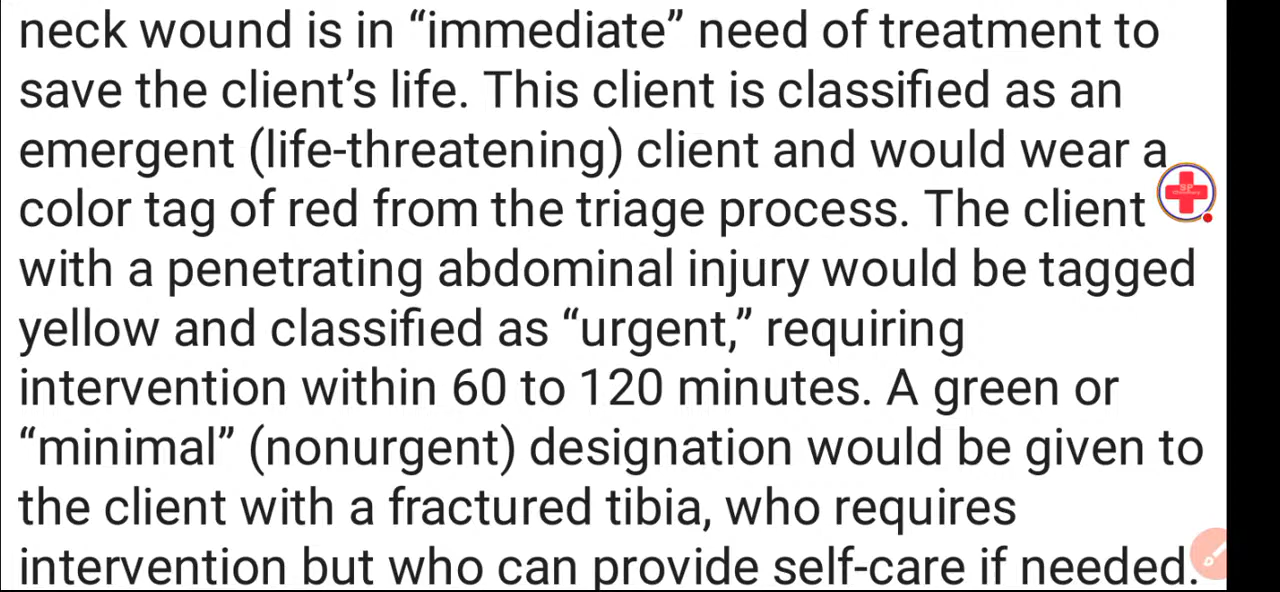 neck wound is in “immediate” need of treatment to
save the client’s life. This client is classified as an
emergent (life-threatening) client and would wear a
color tag of red from the triage process. The client
with a penetrating abdominal injury would be tagged
yellow and classified as “urgent,” requiring
intervention within 60 to 120 minutes. A green or
“minimal” (nonurgent) designation would be given to
the client with a fractured tibia, who requires
intervention but who can provide self-care if needed.
SP